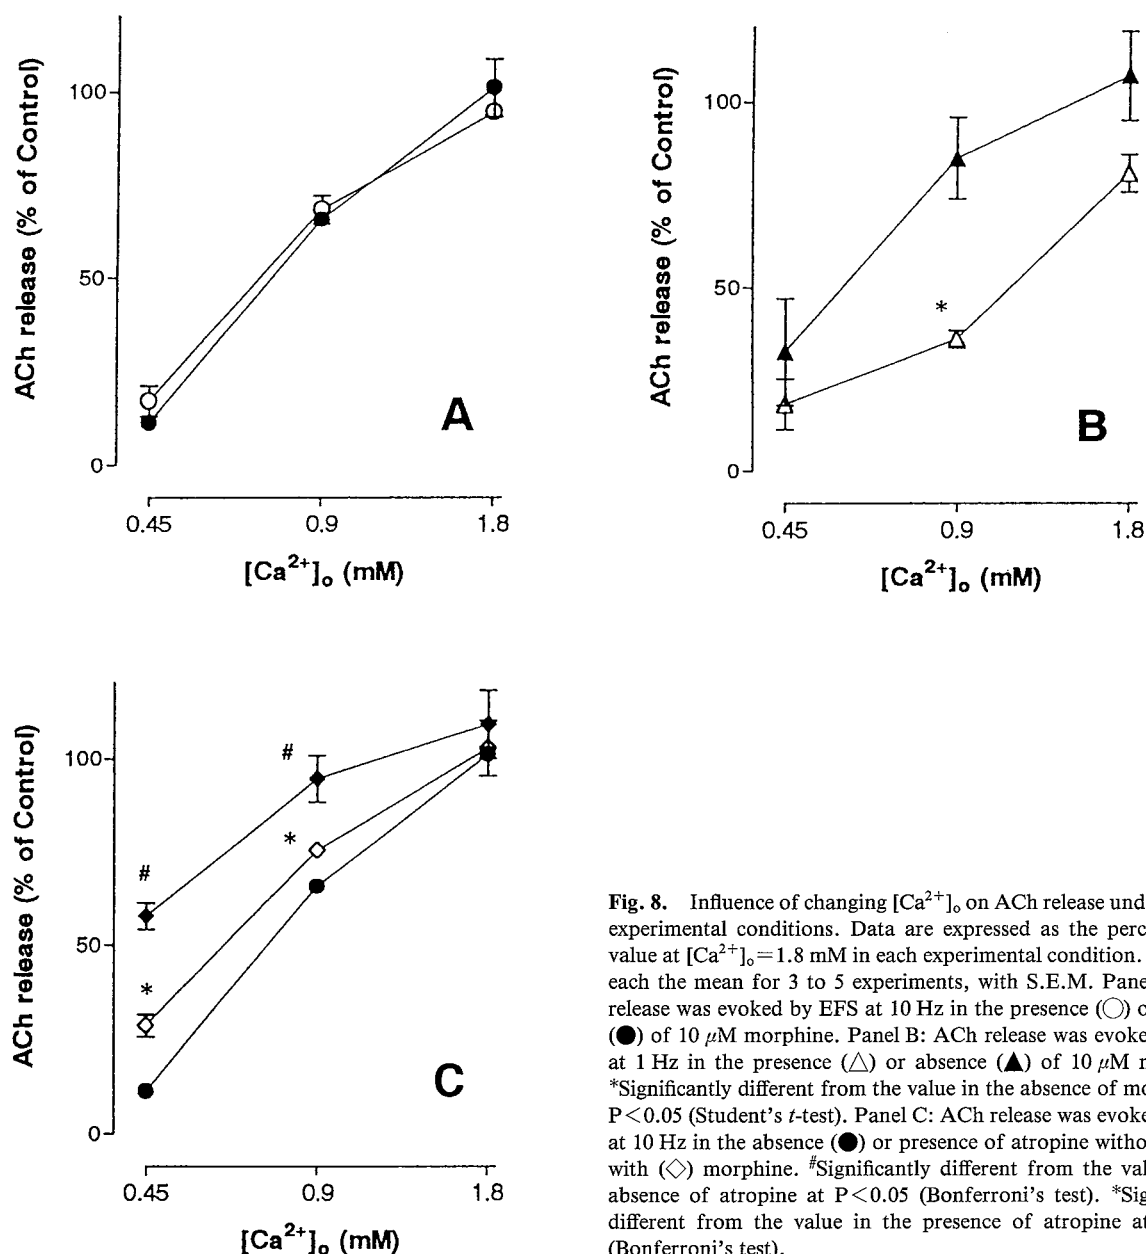 ACh release (% of Control)
100
50
0
A
0.45 0.9 1.8
[Ca²⁺]ₒ (mM)
ACh release (% of Control)
100
50
0
*
B
0.45 0.9 1.8
[Ca²⁺]ₒ (mM)
ACh release (% of Control)
100
50
0
#
#
*
*
C
0.45 0.9 1.8
[Ca²⁺]ₒ (mM)
Fig. 8. Influence of changing [Ca²⁺]ₒ on ACh release und
experimental conditions. Data are expressed as the perc
value at [Ca²⁺]ₒ=1.8 mM in each experimental condition.
each the mean for 3 to 5 experiments, with S.E.M. Pane
release was evoked by EFS at 10 Hz in the presence (○) o
(●) of 10 μM morphine. Panel B: ACh release was evoke
at 1 Hz in the presence (△) or absence (▲) of 10 μM
*Significantly different from the value in the absence of mo
P<0.05 (Student's t-test). Panel C: ACh release was evoke
at 10 Hz in the absence (●) or presence of atropine witho
with (◇) morphine. #Significantly different from the val
absence of atropine at P<0.05 (Bonferroni's test). *Sig
different from the value in the presence of atropine at
(Bonferroni's test).